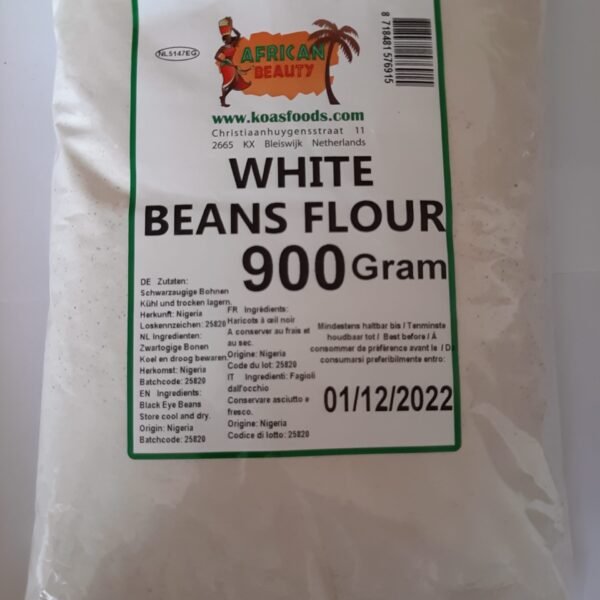 NL5147EG
AFRICAN
BEAUTY
8 718481 576915
www.koasfoods.com
Christiaanhuygensstraat 11
2665 KX Bleiswijk Netherlands
WHITE
BEANS FLOUR
900 Gram
DE Zutaten:
Schwarzaugige Bohnen
Kühl und trocken lagern.
Herkunft: Nigeria
Loskennzeichen: 25820
NL Ingredienten:
Zwartogige Bonen
Koel en droog bewaren
Herkomst: Nigeria
Batchcode: 25820
EN Ingredients:
Black Eye Beans
Store cool and dry.
Origin: Nigeria
Batchcode: 25820
FR Ingrédients:
Haricots à œil noir
A conserver au frais et
au sec.
Origine: Nigeria
Code du lot: 25820
IT Ingredienti: Fagioli
dall'occhio
Conservare asciutto e
fresco.
Origine: Nigeria
Codice di lotto: 25820
Mindestens haltbar bis / Tenminste
houdbaar tot / Best before / À
consommer de préférence avant le / Da
consumarsi preferibilmente entro:
01/12/2022